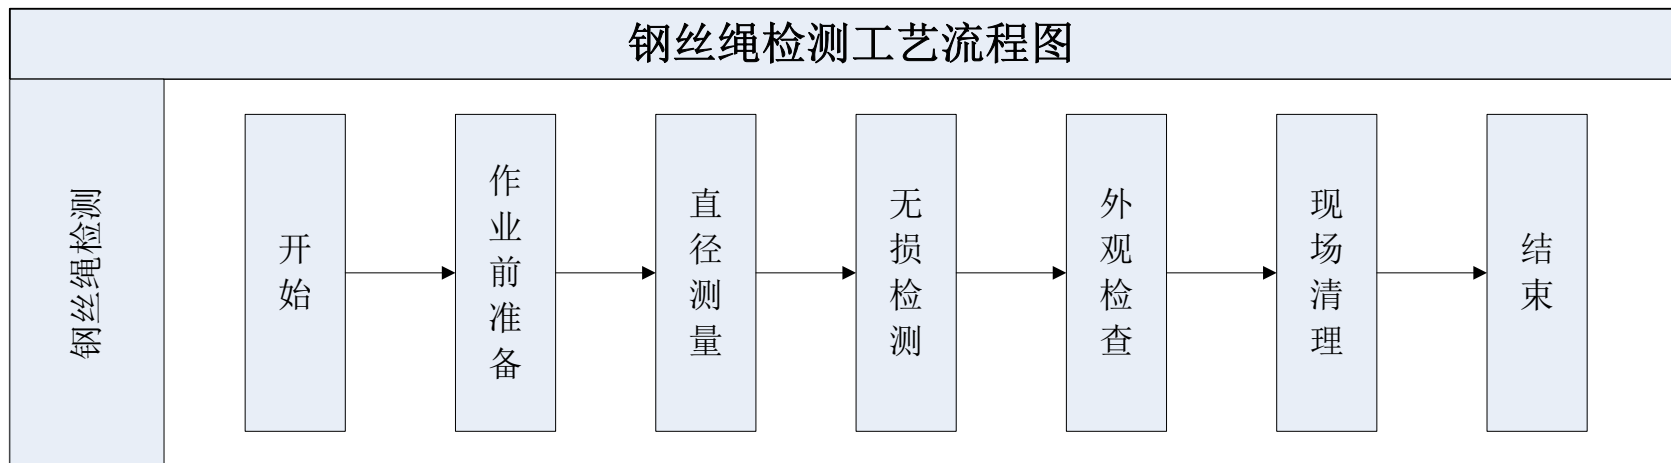 钢丝绳检测工艺流程图
钢丝绳检测
开始
作业前准备
直径测量
无损检测
外观检查
现场清理
结束